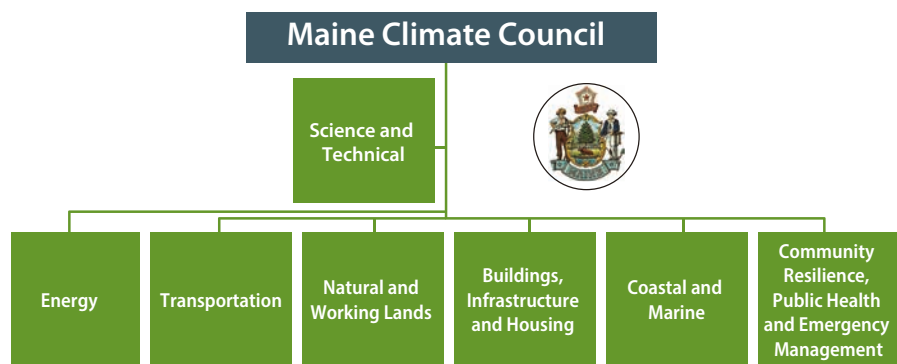 Maine Climate Council
Science and
Technical
MAINE
Energy
Transportation
Natural and
Working Lands
Buildings,
Infrastructure
and Housing
Coastal and
Marine
Community
Resilience,
Public Health
and Emergency
Management